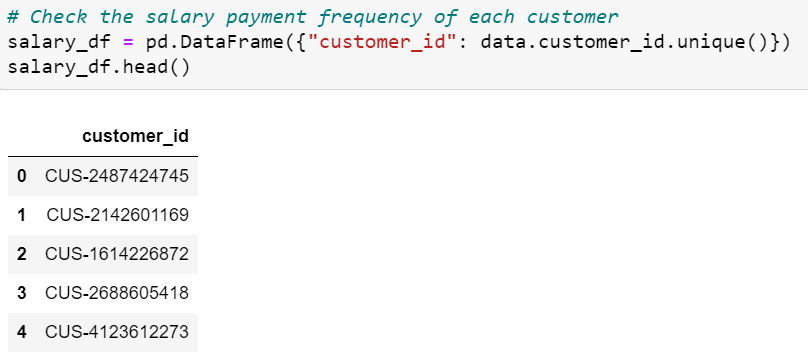 # Check the salary payment frequency of each customer
salary_df = pd.DataFrame({"customer_id": data.customer_id.unique()})
salary_df.head()
customer_id
0 CUS-2487424745
1 CUS-2142601169
2 CUS-1614226872
3 CUS-2688605418
4 CUS-4123612273